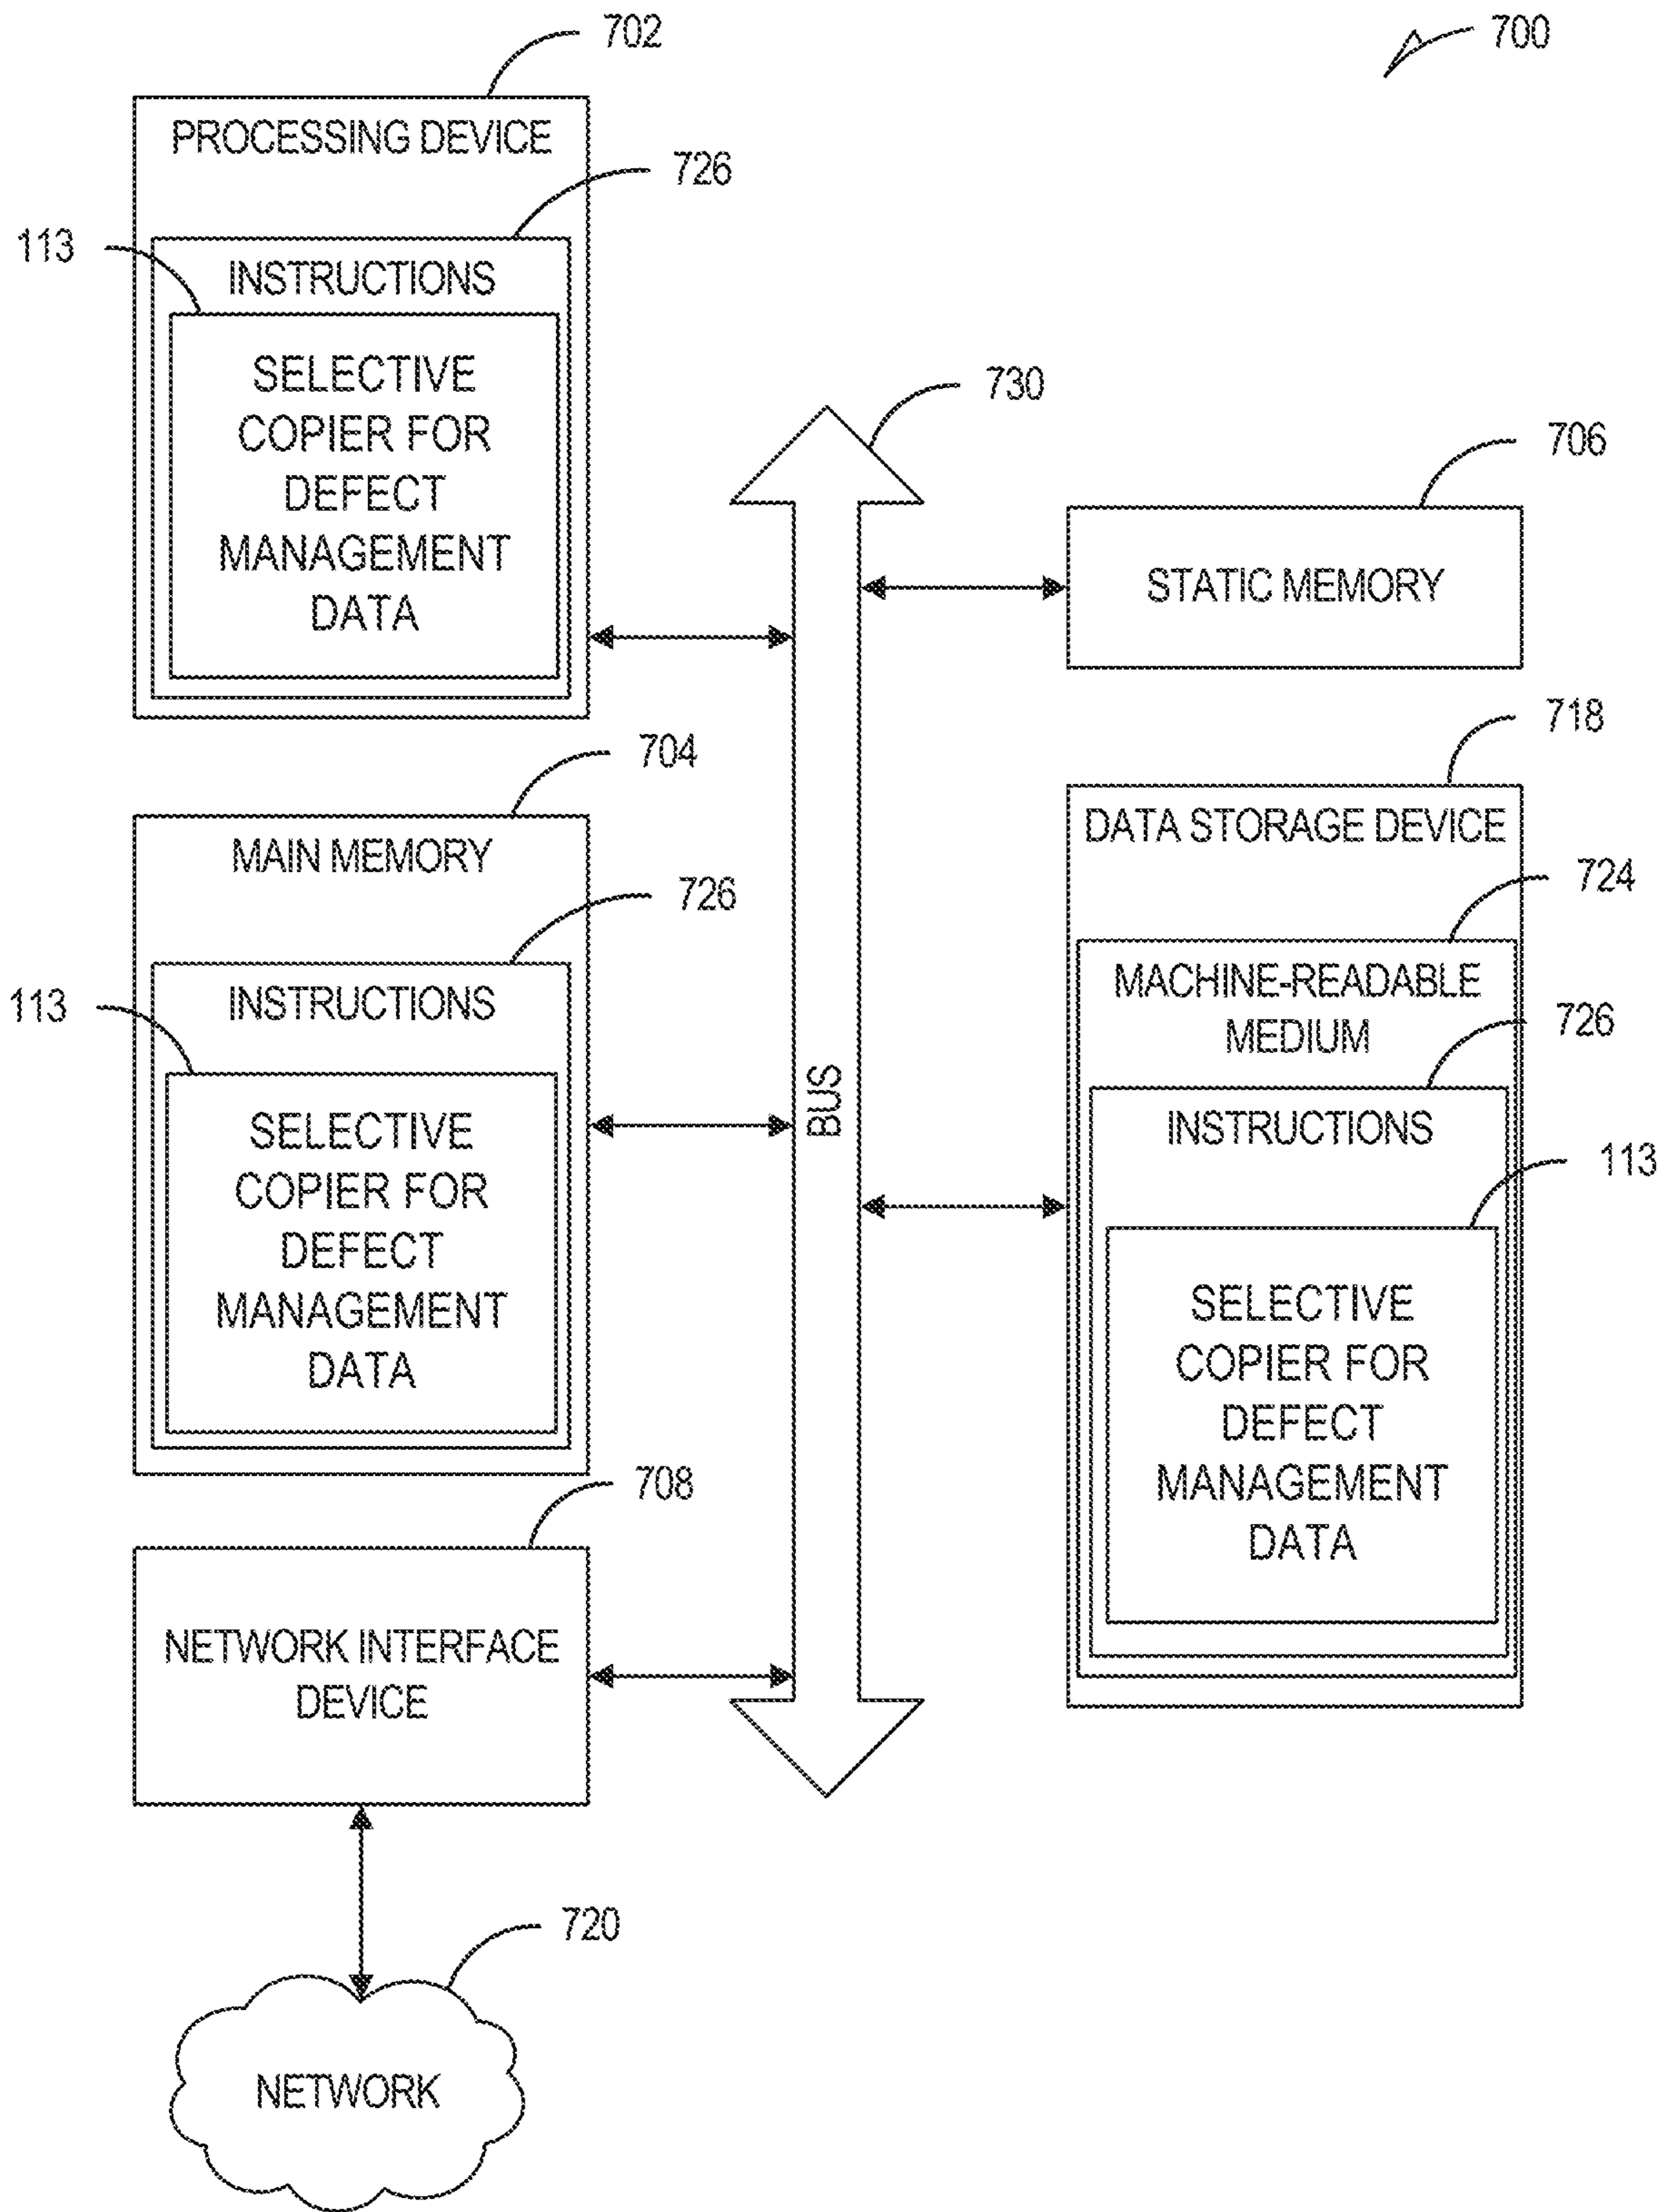 700
702
PROCESSING DEVICE
726
113
INSTRUCTIONS
SELECTIVE
COPIER FOR
DEFECT
MANAGEMENT
DATA
704
MAIN MEMORY
726
113
INSTRUCTIONS
SELECTIVE
COPIER FOR
DEFECT
MANAGEMENT
DATA
708
NETWORK INTERFACE
DEVICE
720
NETWORK
730
BUS
706
STATIC MEMORY
718
DATA STORAGE DEVICE
724
MACHINE-READABLE
MEDIUM
726
INSTRUCTIONS
113
SELECTIVE
COPIER FOR
DEFECT
MANAGEMENT
DATA